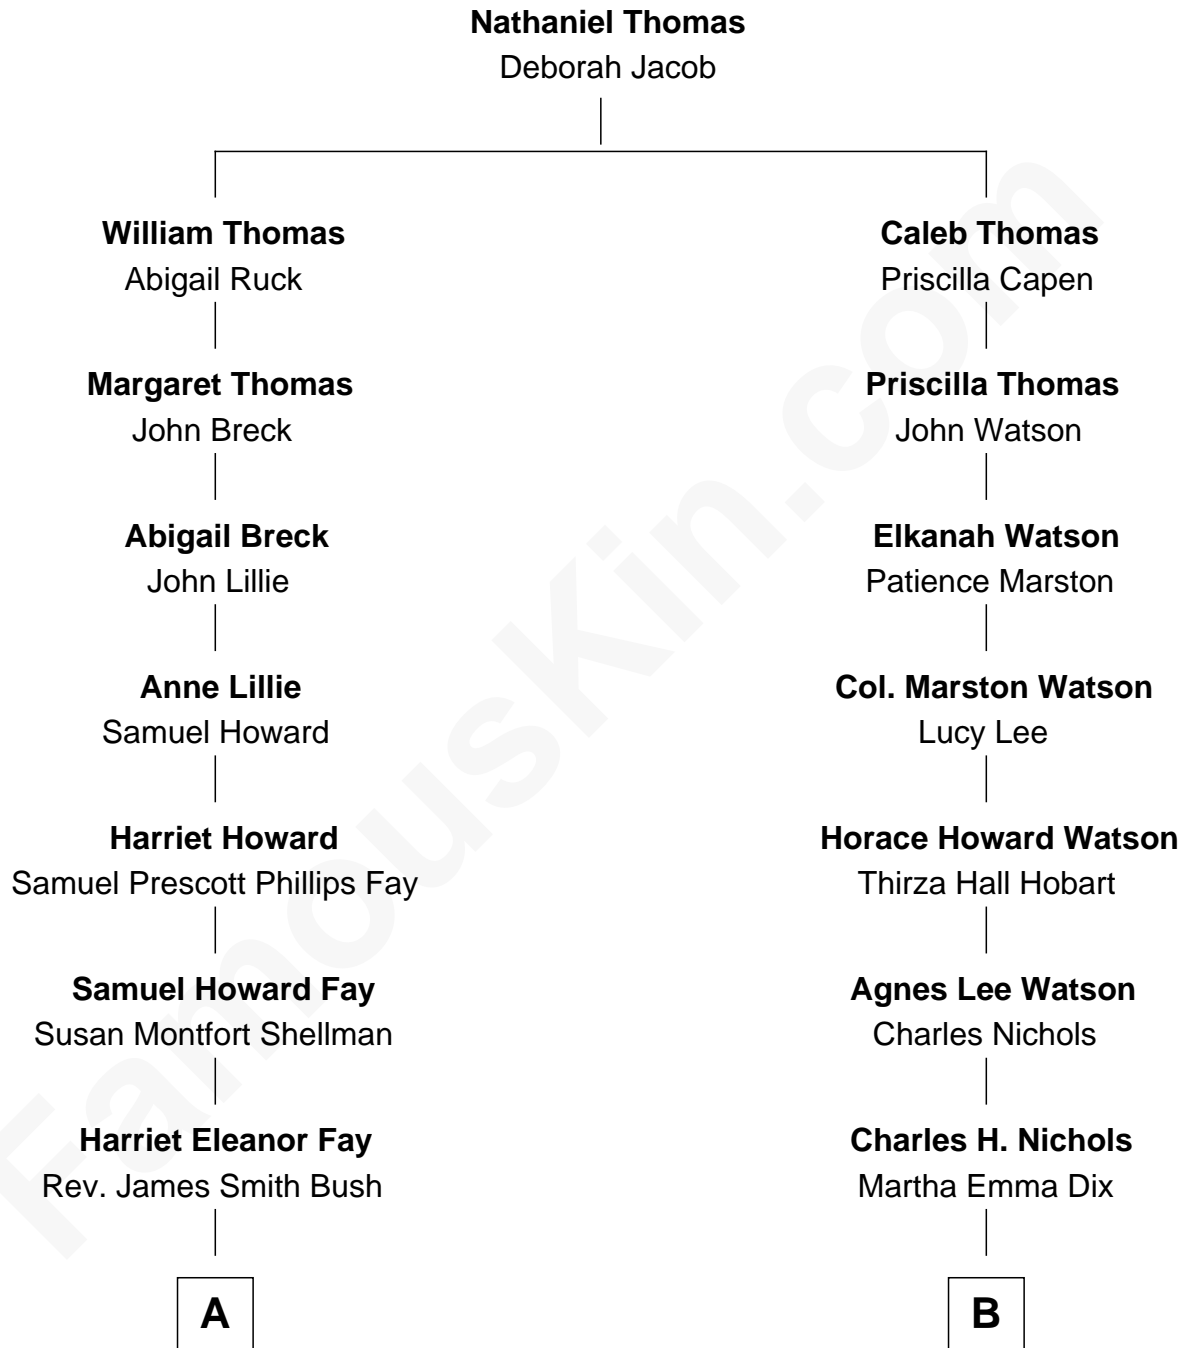 Nathaniel Thomas
Deborah Jacob
William Thomas
Abigail Ruck
Margaret Thomas
John Breck
Abigail Breck
John Lillie
Anne Lillie
Samuel Howard
Harriet Howard
Samuel Prescott Phillips Fay
Samuel Howard Fay
Susan Montfort Shellman
Harriet Eleanor Fay
Rev. James Smith Bush
A
Caleb Thomas
Priscilla Capen
Priscilla Thomas
John Watson
Elkanah Watson
Patience Marston
Col. Marston Watson
Lucy Lee
Horace Howard Watson
Thirza Hall Hobart
Agnes Lee Watson
Charles Nichols
Charles H. Nichols
Martha Emma Dix
B
FamousKin.com